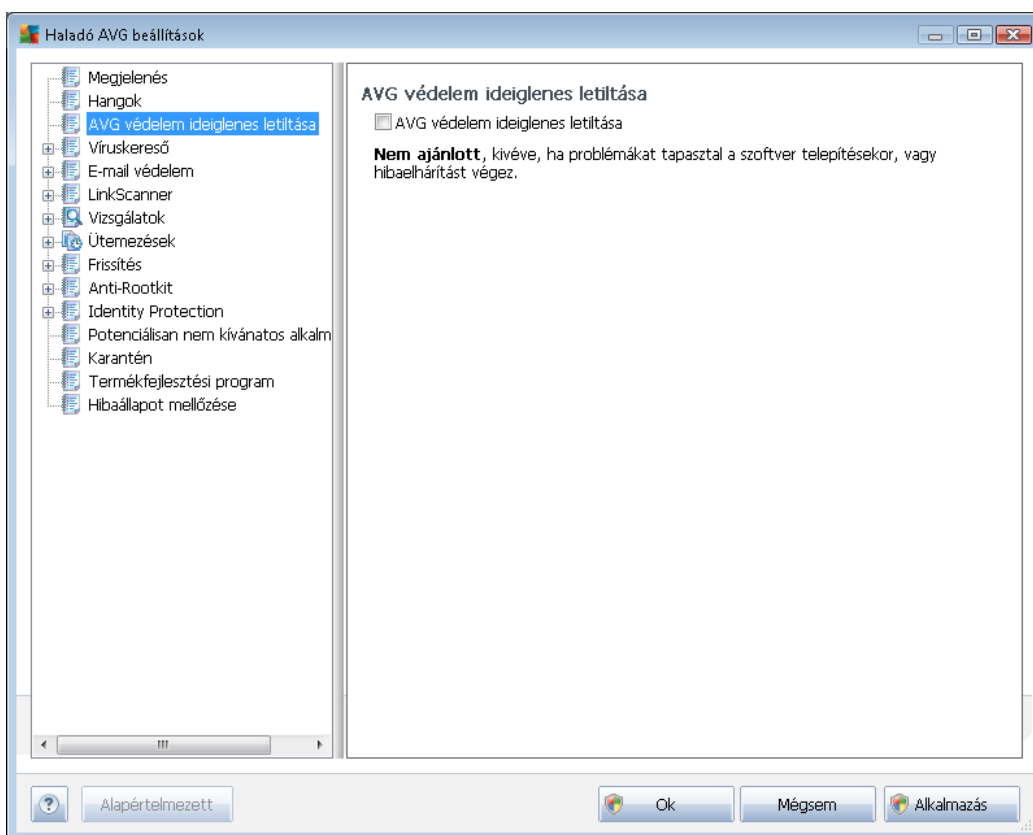 Haladó AVG beállítások
Megjelenés
Hangok
AVG védelem ideiglenes letiltása
Víruskereső
E-mail védelem
LinkScanner
Vizsgálatok
Ütemezések
Frissítés
Anti-Rootkit
Identity Protection
Potenciálisan nem kívánatos alkalm
Karantén
Termékfejlesztési program
Hibaállapot mellőzése
AVG védelem ideiglenes letiltása
AVG védelem ideiglenes letiltása
Nem ajánlott, kivéve, ha problémákat tapasztal a szoftver telepítésekor, vagy
hibaelhárítást végez.
? Alapértelmezett Ok Mégsem Alkalmazás